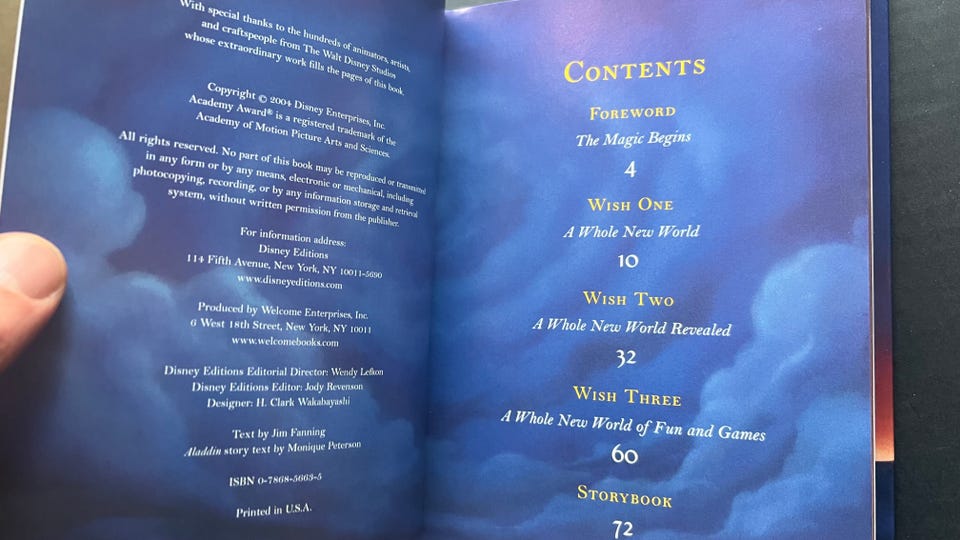 With special thanks to the hundreds of animators, artists,
and craftspeople from The Walt Disney Studios
whose extraordinary work fills the pages of this book.
Copyright © 2004 Disney Enterprises, Inc.
Academy Award® is a registered trademark of the
Academy of Motion Picture Arts and Sciences.
All rights reserved. No part of this book may be reproduced or transmitted
in any form or by any means, electronic or mechanical, including
photocopying, recording, or by any information storage and retrieval
system, without written permission from the publisher.
For information address:
Disney Editions
114 Fifth Avenue, New York, NY 10011-5690
www.disneyeditions.com
Produced by Welcome Enterprises, Inc.
6 West 18th Street, New York, NY 10011
www.welcomebooks.com
Disney Editions Editorial Director: Wendy Lefkon
Disney Editions Editor: Jody Revenson
Designer: H. Clark Wakabayashi
Text by Jim Fanning
Aladdin story text by Monique Peterson
ISBN 0-7868-5663-5
Printed in U.S.A.
CONTENTS
FOREWORD
The Magic Begins
4
WISH ONE
A Whole New World
10
WISH TWO
A Whole New World Revealed
32
WISH THREE
A Whole New World of Fun and Games
60
STORYBOOK
72